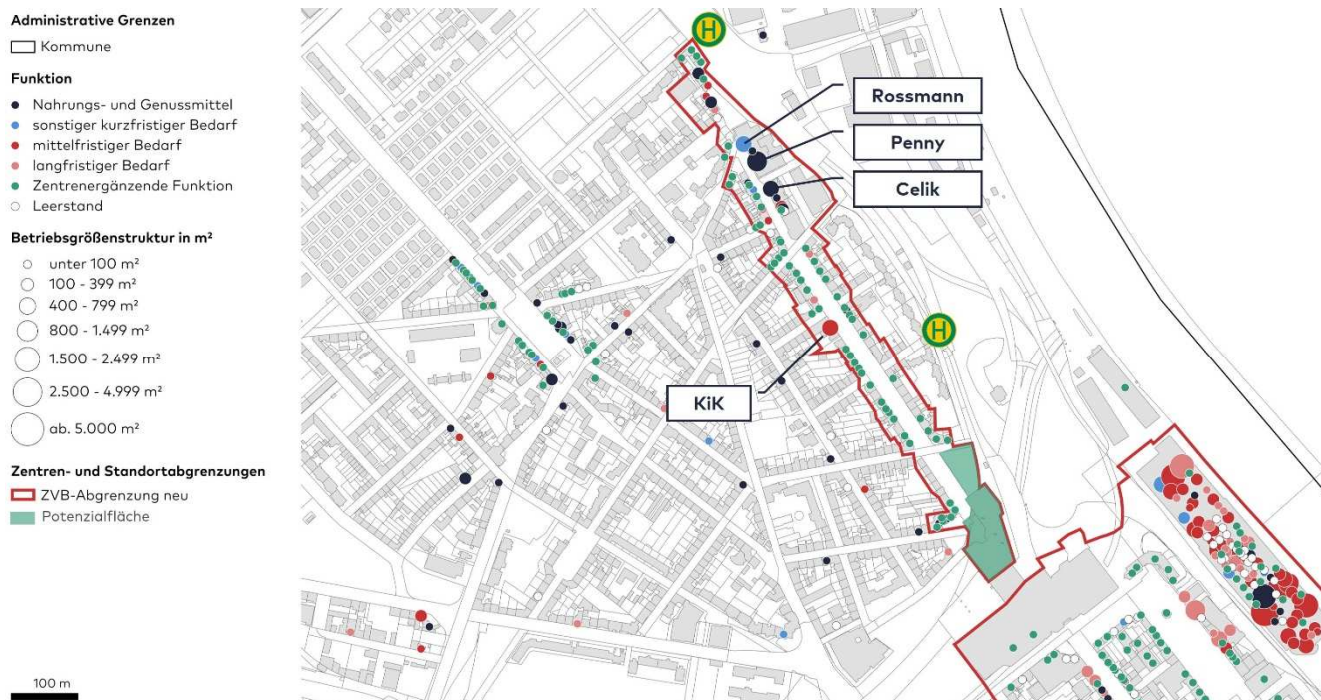 Administrative Grenzen
Kommune
Funktion
Nahrungs- und Genussmittel
sonstiger kurzfristiger Bedarf
mittelfristiger Bedarf
langfristiger Bedarf
Zentrenergänzende Funktion
Leerstand
Betriebsgrößenstruktur in m²
unter 100 m²
100 - 399 m²
400 - 799 m²
800 - 1.499 m²
1.500 - 2.499 m²
2.500 - 4.999 m²
ab. 5.000 m²
Zentren- und Standortabgrenzungen
ZVB-Abgrenzung neu
Potenzialfläche
100 m
H
Rossmann
Penny
Celik
H
KiK